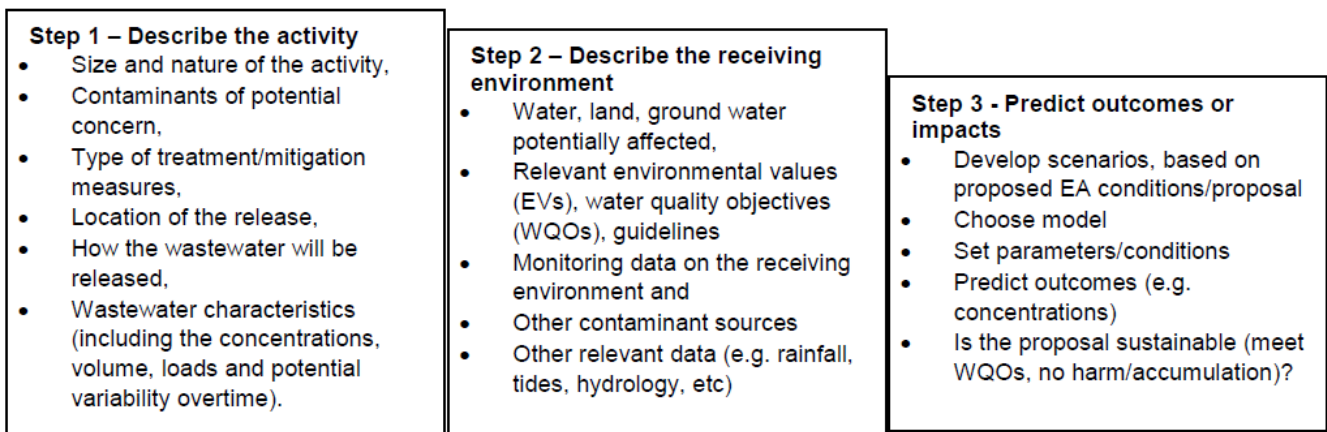 Step 1 – Describe the activity
• Size and nature of the activity,
• Contaminants of potential
concern,
• Type of treatment/mitigation
measures,
• Location of the release,
• How the wastewater will be
released,
• Wastewater characteristics
(including the concentrations,
volume, loads and potential
variability overtime).
Step 2 – Describe the receiving
environment
• Water, land, ground water
potentially affected,
• Relevant environmental values
(EVs), water quality objectives
(WQOs), guidelines
• Monitoring data on the receiving
environment and
• Other contaminant sources
• Other relevant data (e.g. rainfall,
tides, hydrology, etc)
Step 3 - Predict outcomes or
impacts
• Develop scenarios, based on
proposed EA conditions/proposal
• Choose model
• Set parameters/conditions
• Predict outcomes (e.g.
concentrations)
• Is the proposal sustainable (meet
WQOs, no harm/accumulation)?